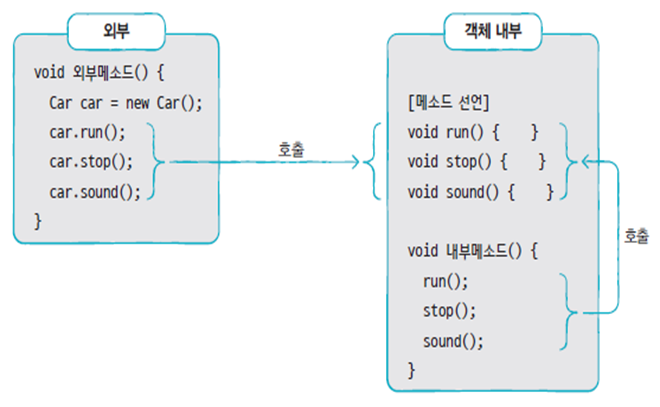 외부
void 외부메소드() {
Car car = new Car();
car.run();
car.stop();
car.sound();
}
호출
객체 내부
[메소드 선언]
void run() { }
void stop() { }
void sound() { }
void 내부메소드() {
run();
stop();
sound();
}
호출